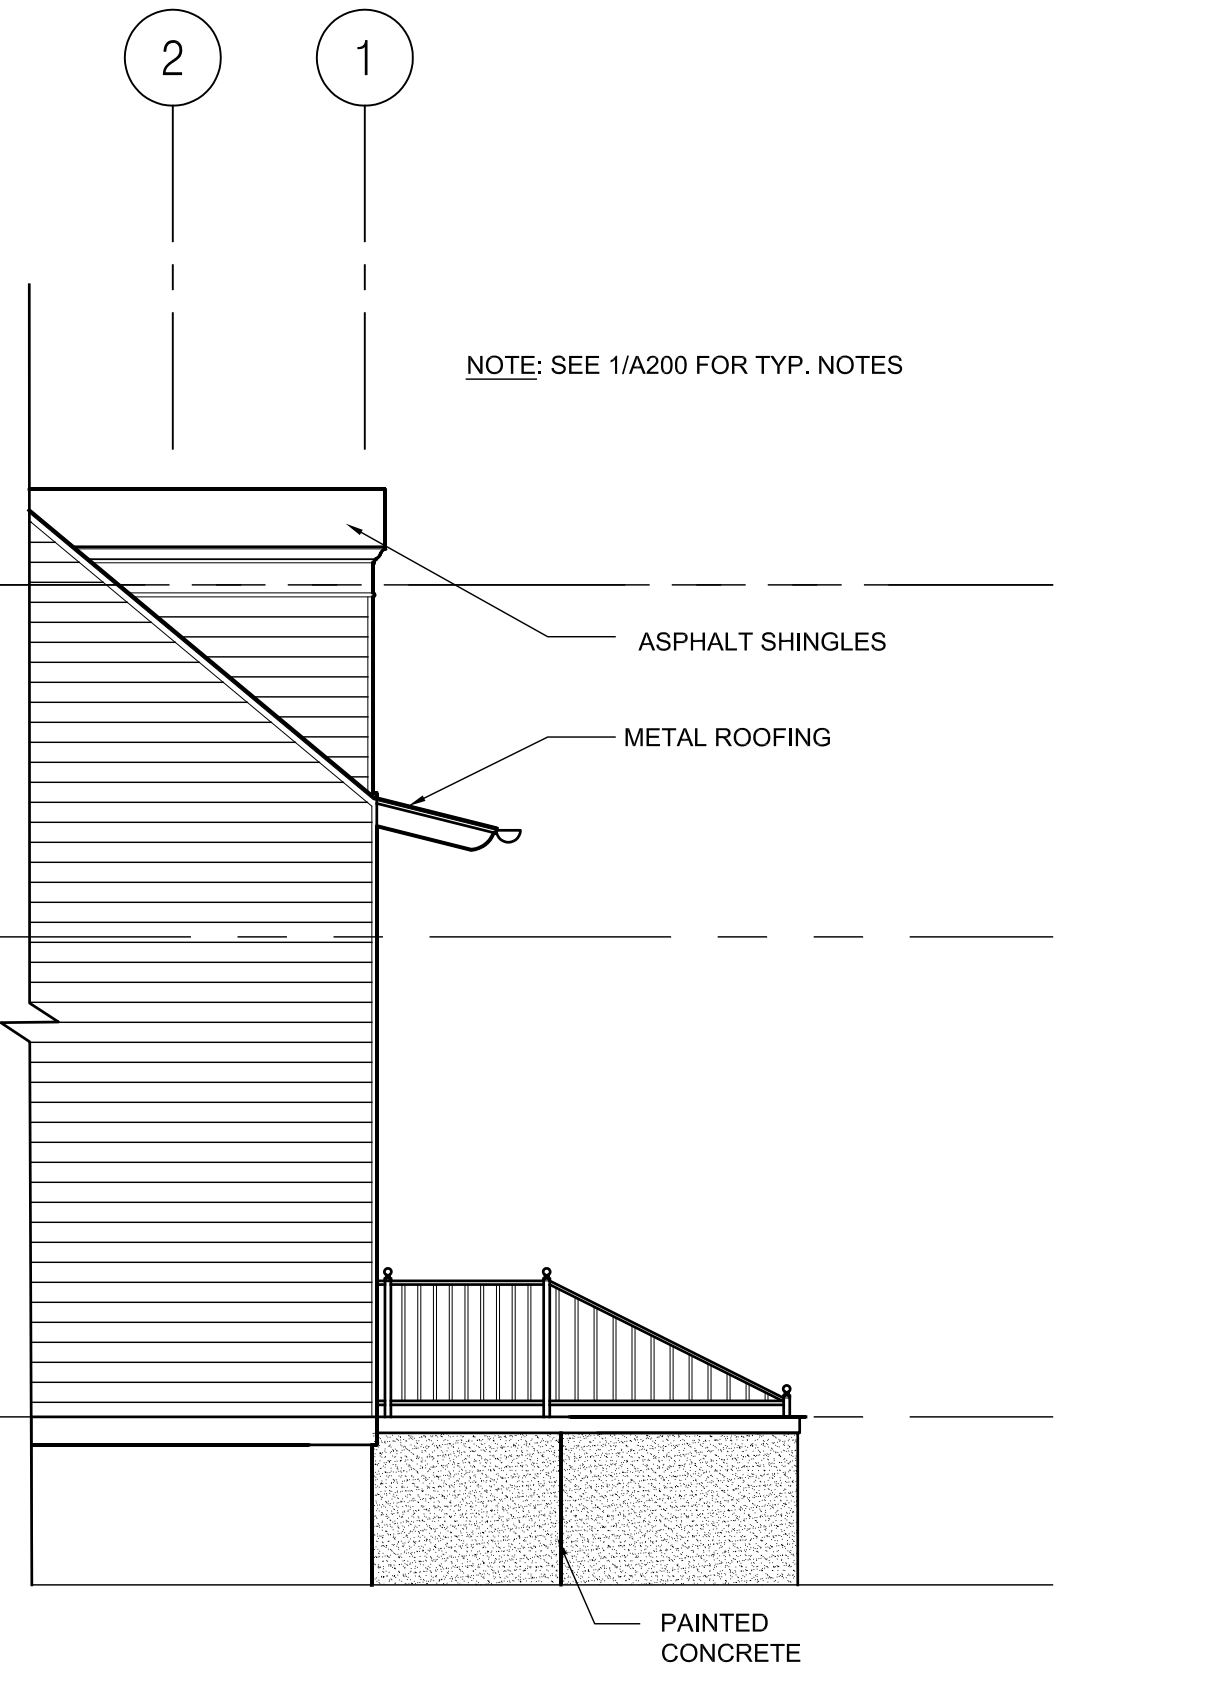 2
1
NOTE: SEE 1/A200 FOR TYP. NOTES
ASPHALT SHINGLES
METAL ROOFING
PAINTED
CONCRETE